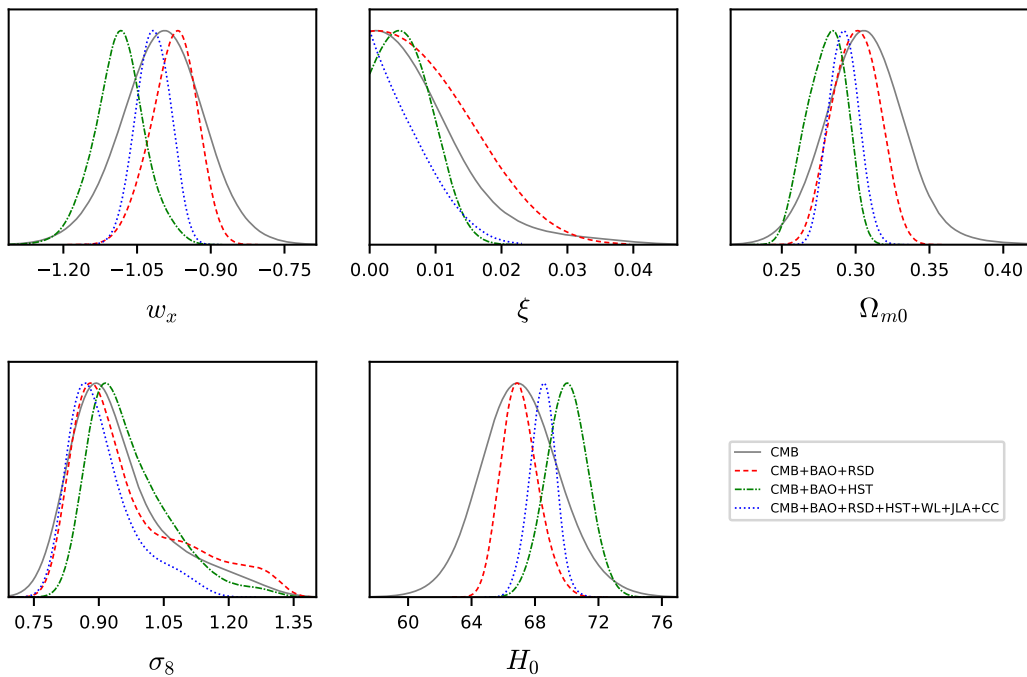 −1.20 −1.05 −0.90 −0.75
w_x
0.00 0.01 0.02 0.03 0.04
ξ
0.25 0.30 0.35 0.40
Ω_{m0}
0.75 0.90 1.05 1.20 1.35
σ_8
60 64 68 72 76
H_0
CMB
CMB+BAO+RSD
CMB+BAO+HST
CMB+BAO+RSD+HST+WL+JLA+CC